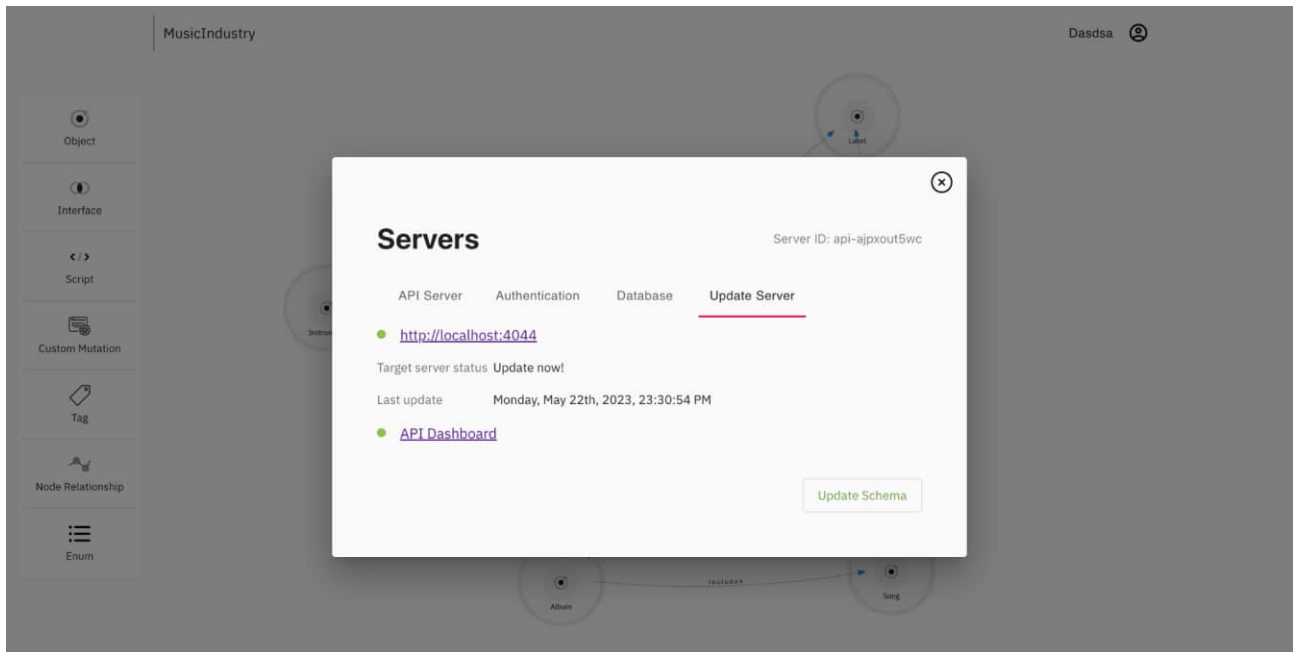 MusicIndustry
Dasdsa
Object
Interface
Script
Custom Mutation
Tag
Node Relationship
Enum
Label
Servers
Server ID: api-ajpxout5wc
API Server Authentication Database Update Server
http://localhost:4044
Target server status Update now!
Last update Monday, May 22th, 2023, 23:30:54 PM
API Dashboard
Update Schema
includes
Album
Song